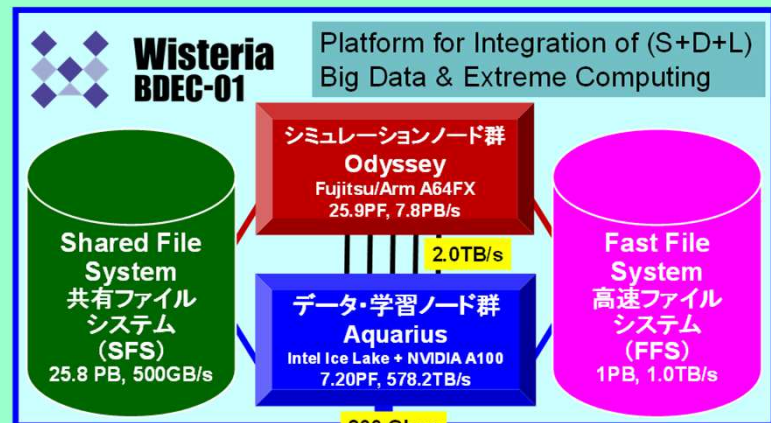 Wisteria
BDEC-01
Platform for Integration of (S+D+L)
Big Data & Extreme Computing
シミュレーションノード群
Odyssey
Fujitsu/Arm A64FX
25.9PF, 7.8PB/s
2.0TB/s
Shared File
System
共有ファイル
システム
(SFS)
25.8 PB, 500GB/s
データ・学習ノード群
Aquarius
Intel Ice Lake + NVIDIA A100
7.20PF, 578.2TB/s
Fast File
System
高速ファイル
システム
(FFS)
1PB, 1.0TB/s